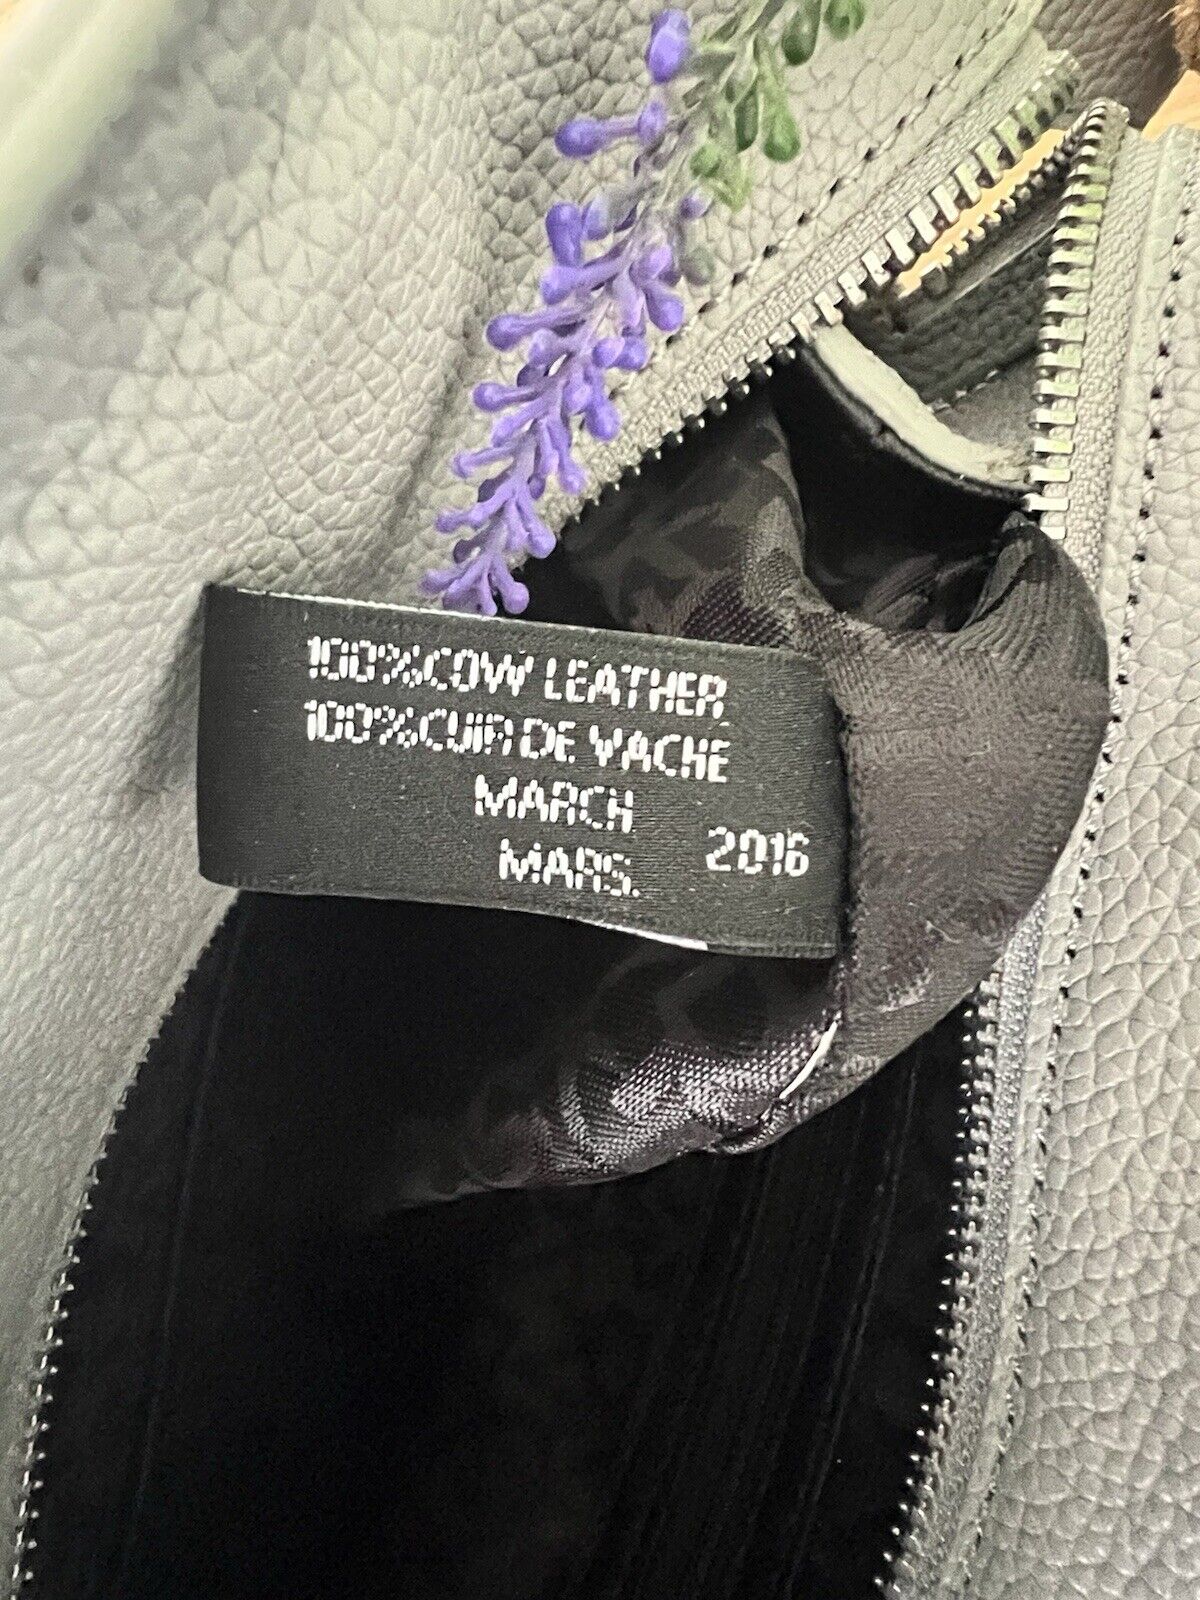 100%COW LEATHER
100%CUIR DE VACHE
MARCH
MARS. 2016